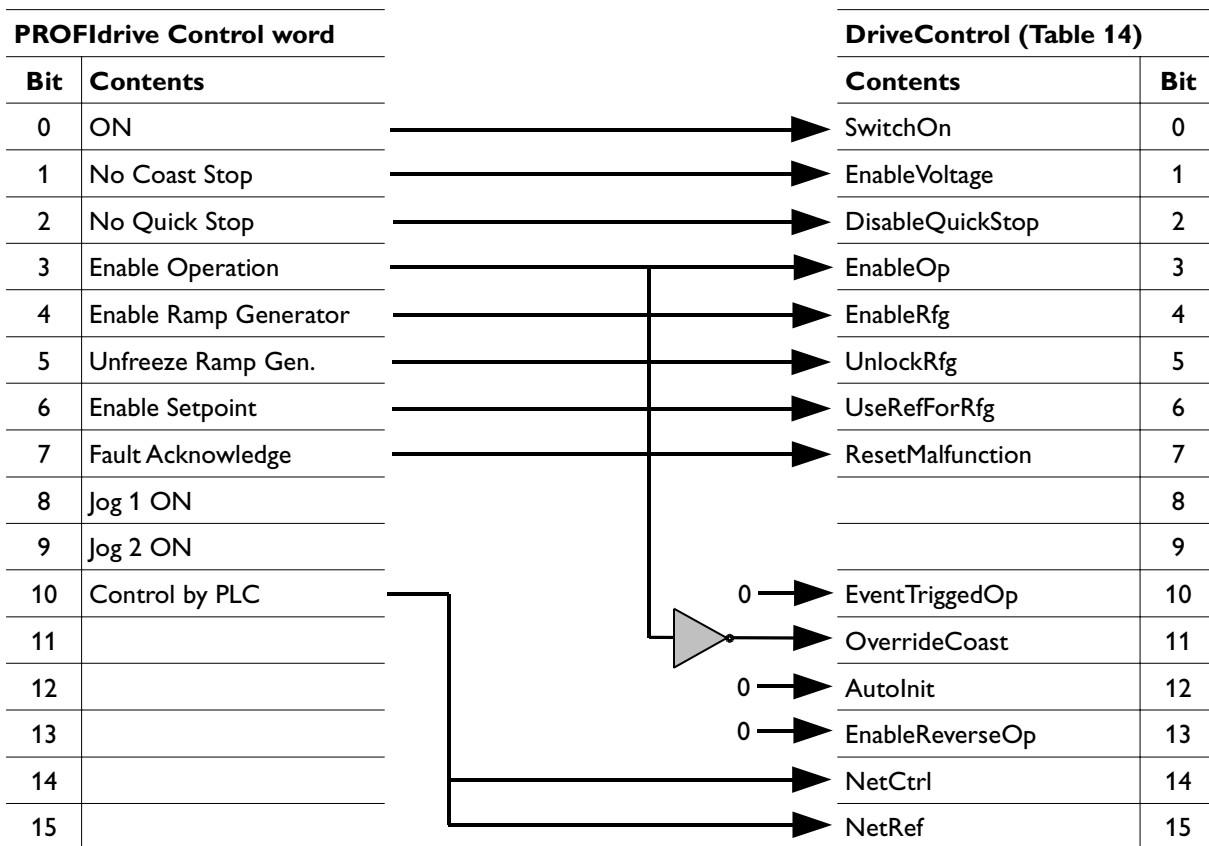 PROFIdrive Control word DriveControl (Table 14)
Bit Contents Contents Bit
0 ON SwitchOn 0
1 No Coast Stop EnableVoltage 1
2 No Quick Stop DisableQuickStop 2
3 Enable Operation EnableOp 3
4 Enable Ramp Generator EnableRfg 4
5 Unfreeze Ramp Gen. UnlockRfg 5
6 Enable Setpoint UseRefForRfg 6
7 Fault Acknowledge ResetMalfunction 7
8 Jog 1 ON 8
9 Jog 2 ON 9
10 Control by PLC 0 EventTriggedOp 10
11 OverrideCoast 11
12 0 AutoInit 12
13 0 EnableReverseOp 13
14 NetCtrl 14
15 NetRef 15